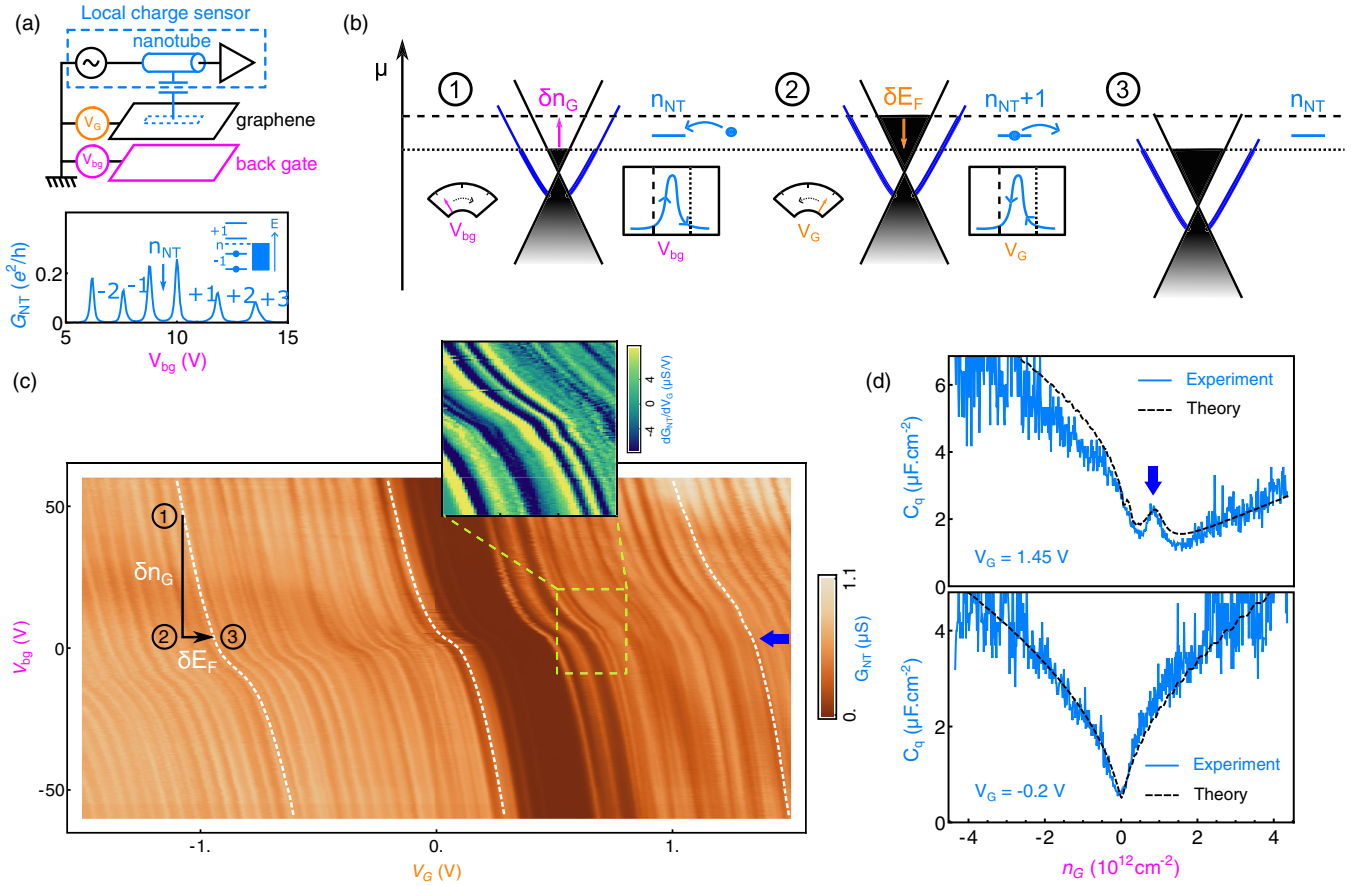 (a)
Local charge sensor
nanotube
~
V_G
graphene
V_bg
back gate
G_NT (e²/h)
0.2
0
-2
-1
n_NT
+1
+2
+3
+1
n
-1
E
5
10
15
V_bg (V)
(b)
μ
1
δn_G
n_NT
V_bg
V_bg
2
δE_F
n_NT+1
V_G
V_G
3
n_NT
(c)
4
0
-4
dG_NT/dV_G (μS/V)
V_bg (V)
50
0
-50
1
δn_G
2
3
δE_F
-1.
0.
1.
V_G (V)
1.1
0.
G_NT (μS)
(d)
C_q (μF.cm⁻²)
6
4
2
0
Experiment
Theory
V_G = 1.45 V
C_q (μF.cm⁻²)
4
2
0
Experiment
Theory
V_G = -0.2 V
-4
-2
0
2
4
n_G (10¹²cm⁻²)